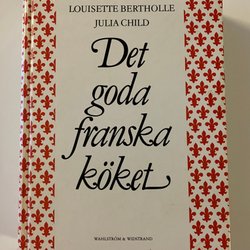 LOUISETTE BERTHOLLE
JULIA CHILD
Det
goda
franska
köket
WAHLSTRÖM & WIDSTRAND